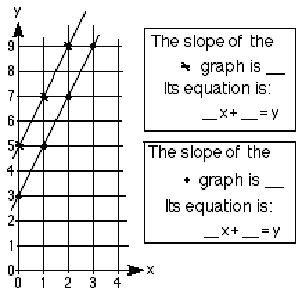 y
9
8
7
6
5
4
3
2
1
0
0 1 2 3 4
x
The slope of the
× graph is __
Its equation is:
__x+__=y
The slope of the
+ graph is __
Its equation is:
__x+__=y